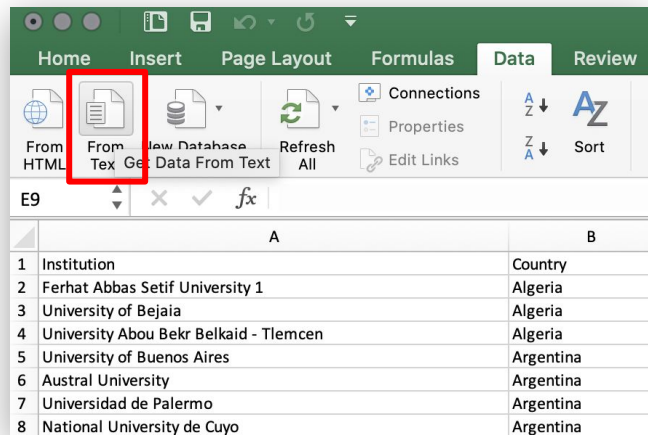 Home Insert Page Layout Formulas Data Review
From HTML
From Tex
New Database
Get Data From Text
Refresh All
Connections
Properties
Edit Links
A Z
Z A
AZ
Sort
E9 fx
A B
1 Institution Country
2 Ferhat Abbas Setif University 1 Algeria
3 University of Bejaia Algeria
4 University Abou Bekr Belkaid - Tlemcen Algeria
5 University of Buenos Aires Argentina
6 Austral University Argentina
7 Universidad de Palermo Argentina
8 National University de Cuyo Argentina